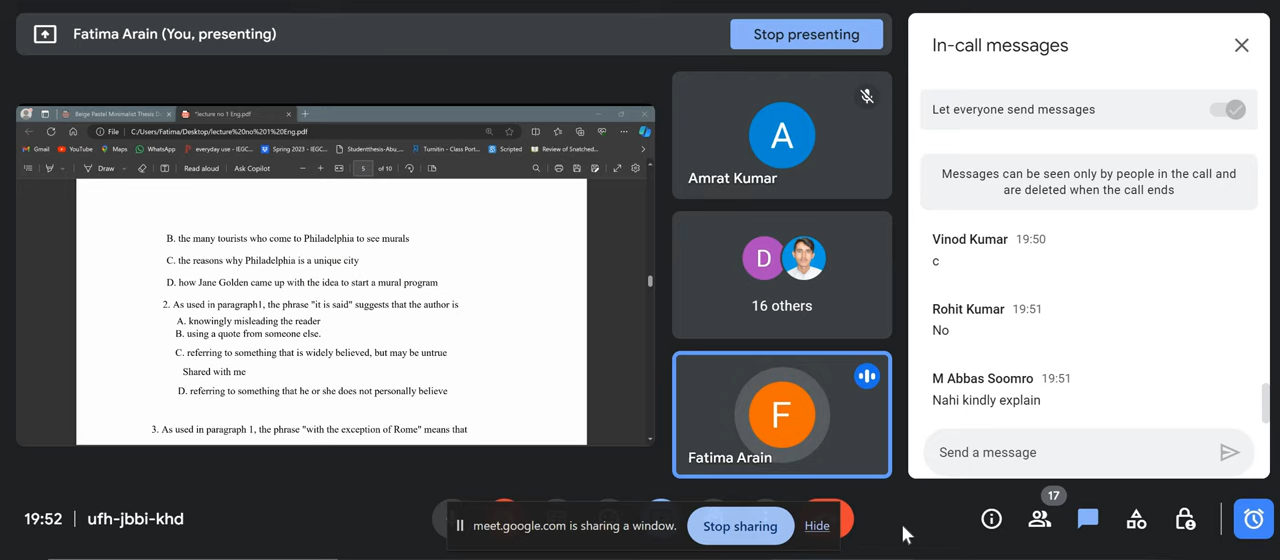 Fatima Arain (You, presenting)
Stop presenting
Beige Pastel Minimalist Thesis D
*lecture no 1 Eng.pdf
File
C:/Users/Fatima/Desktop/lecture%20no%201%20Eng.pdf
Gmail
YouTube
Maps
WhatsApp
everyday use - IEGC...
Spring 2023 - IEGC...
Studentthesis-Abu_...
Turnitin - Class Port...
Scripted
Review of Snatched...
Draw
Read aloud
Ask Copilot
5
of 10
B. the many tourists who come to Philadelphia to see murals
C. the reasons why Philadelphia is a unique city
D. how Jane Golden came up with the idea to start a mural program
2. As used in paragraph1, the phrase "it is said" suggests that the author is
A. knowingly misleading the reader
B. using a quote from someone else.
C. referring to something that is widely believed, but may be untrue
Shared with me
D. referring to something that he or she does not personally believe
3. As used in paragraph 1, the phrase "with the exception of Rome" means that
A
Amrat Kumar
D
16 others
F
Fatima Arain
In-call messages
Let everyone send messages
Messages can be seen only by people in the call and
are deleted when the call ends
Vinod Kumar 19:50
c
Rohit Kumar 19:51
No
M Abbas Soomro 19:51
Nahi kindly explain
Send a message
19:52
ufh-jbbi-khd
meet.google.com is sharing a window.
Stop sharing
Hide
17